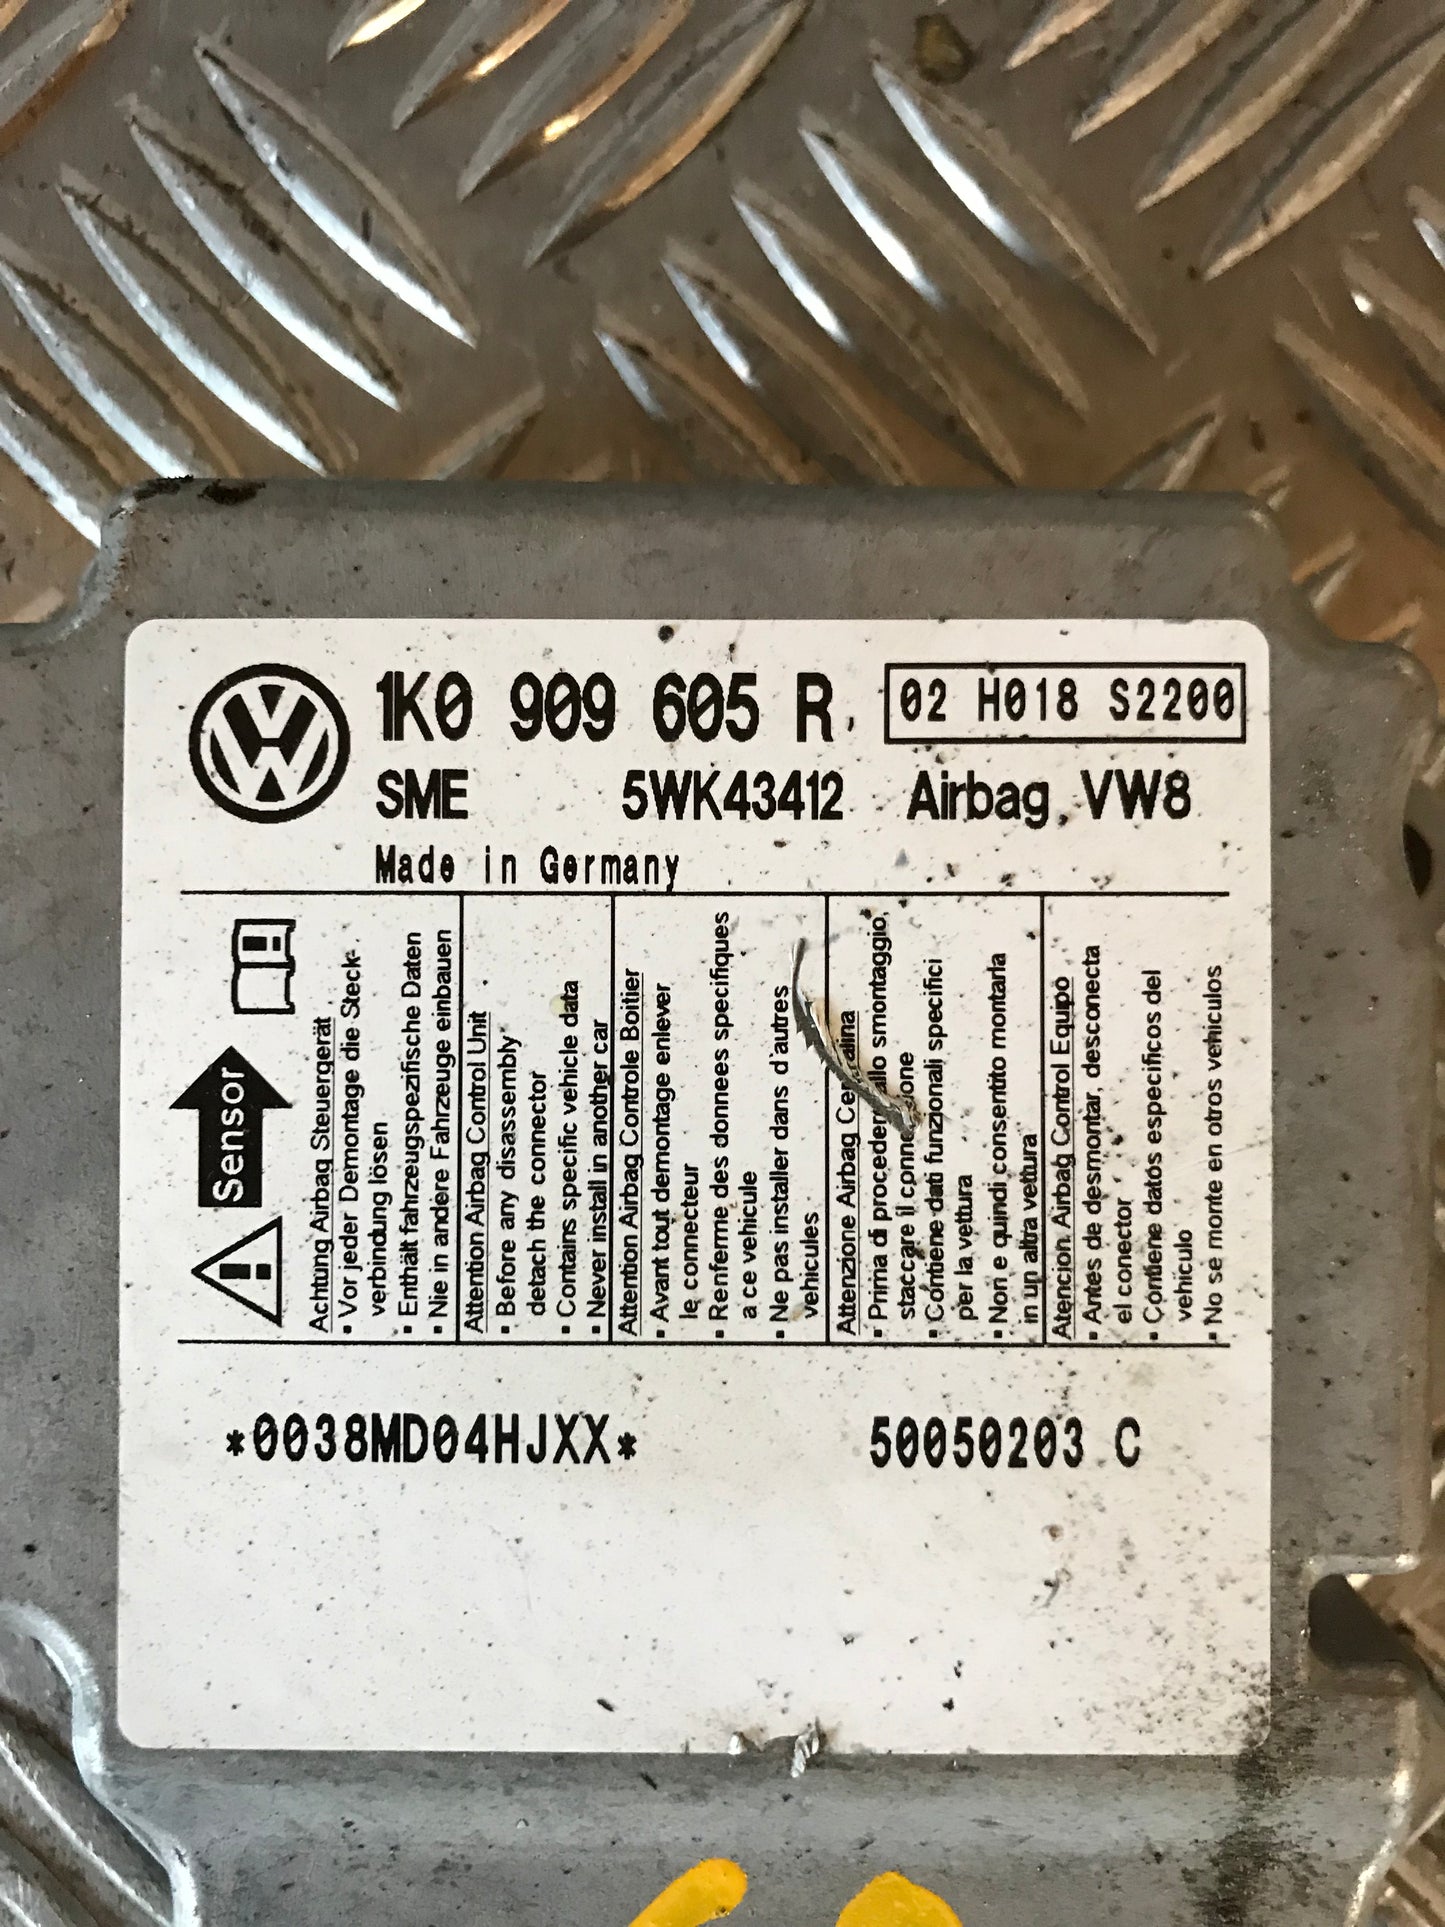 1K0 909 605 R
02 H018 S2200
SME 5WK43412 Airbag VW8
Made in Germany
Sensor
Achtung Airbag Steuergerät
▪ Vor jeder Demontage die Steck-
verbindung lösen
▪ Enthält fahrzeugspezifische Daten
▪ Nie in andere Fahrzeuge einbauen
Attention Airbag Control Unit
▪ Before any disassembly
detach the connector
▪ Contains specific vehicle data
▪ Never install in another car
Attention Airbag Controle Boitier
▪ Avant tout demontage enlever
le connecteur
▪ Renferme des donnees specifiques
a ce vehicule
▪ Ne pas installer dans d'autres
vehicules
Attenzione Airbag
▪ Prima di procedere allo smontaggio,
staccare il
▪ Contiene dati funzionali specifici
per la vettura
▪ Non e quindi consentito montarla
in un altra vettura
Atencion Airbag Control Equipo
▪ Antes de desmontar, desconecta
el conector
▪ Contiene datos especificos del
vehiculo
▪ No se monte en otros vehiculos
*0038MD04HJXX*
50050203 C